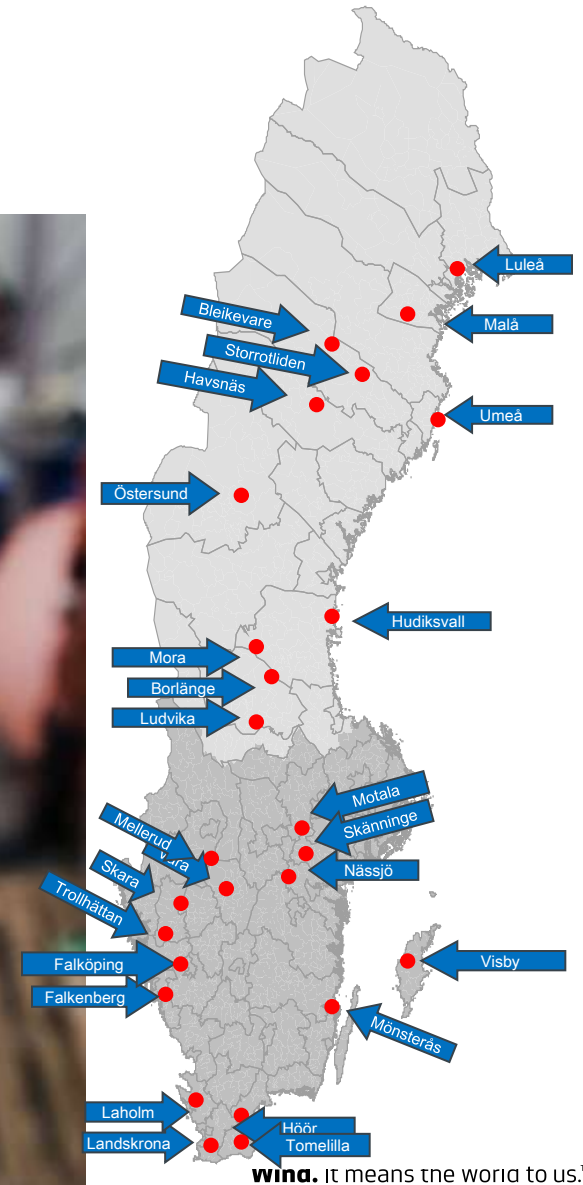 Luleå
Bleikevare
Malå
Storrotliden
Havsnäs
Umeå
Östersund
Hudiksvall
Mora
Borlänge
Ludvika
Motala
Skänninge
Mellerud
Vara
Skara
Nässjö
Trollhättan
Falköping
Visby
Falkenberg
Mönsterås
Laholm
Höör
Landskrona
Tomelilla
Wind. It means the world to us.